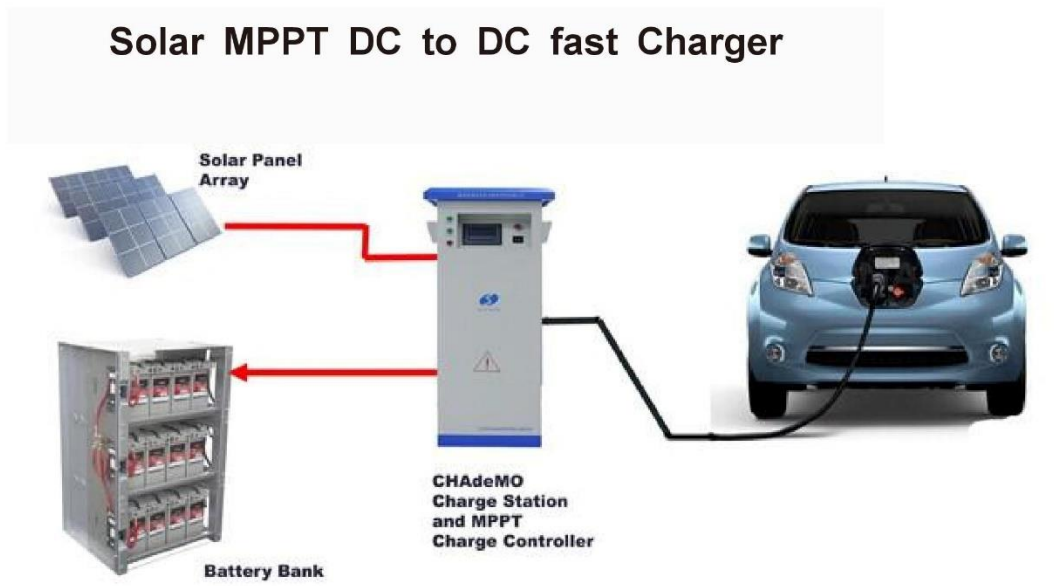 Solar MPPT DC to DC fast Charger
Solar Panel
Array
CHAdeMO
Charge Station
and MPPT
Charge Controller
Battery Bank